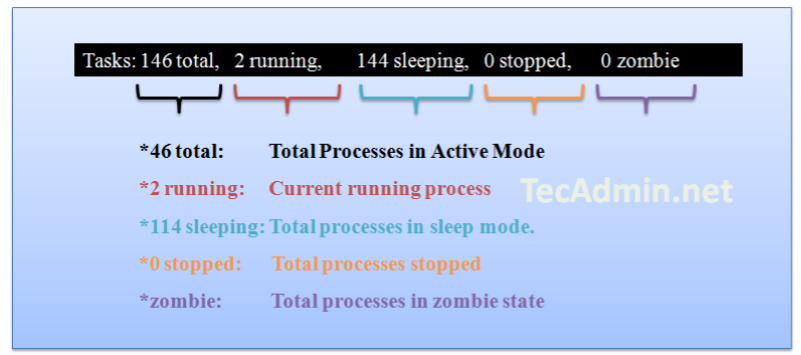 Tasks: 146 total, 2 running, 144 sleeping, 0 stopped, 0 zombie
*46 total: Total Processes in Active Mode
*2 running: Current running process
TecAdmin.net
*114 sleeping: Total processes in sleep mode.
*0 stopped: Total processes stopped
*zombie: Total processes in zombie state